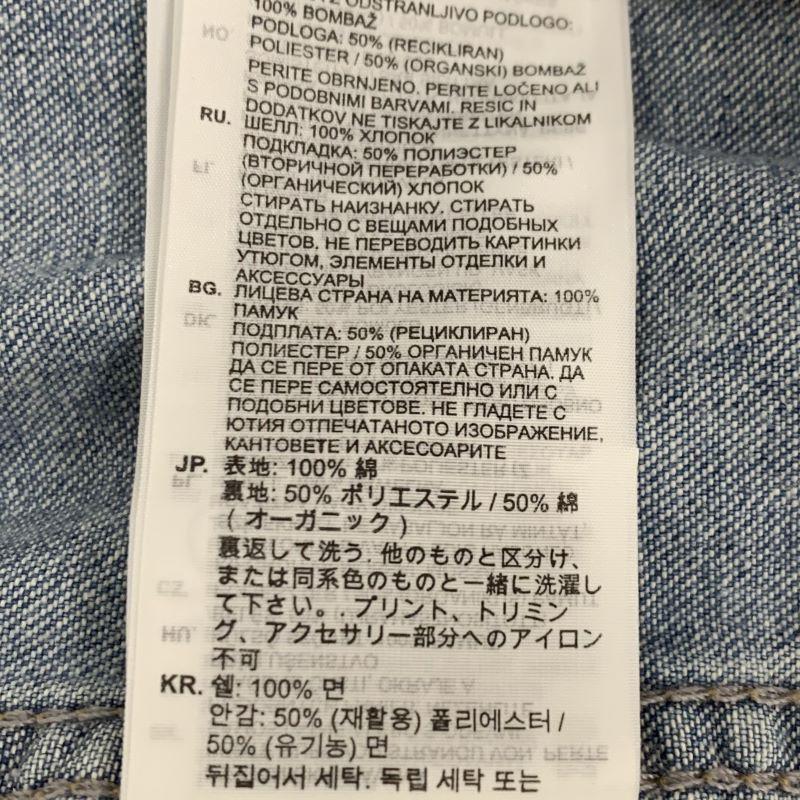 Z ODSTRANLJIVO PODLOGO:
100% BOMBAŽ
PODLOGA: 50% (RECIKLIRAN)
POLIESTER / 50% (ORGANSKI) BOMBAŽ
PERITE OBRNJENO. PERITE LOČENO ALI
S PODOBNIMI BARVAMI. RESIC IN
DODATKOV NE TISKAJTE Z LIKALNIKOM
RU. ШЕЛЛ: 100% ХЛОПОК
ПОДКЛАДКА: 50% ПОЛИЭСТЕР
(ВТОРИЧНОЙ ПЕРЕРАБОТКИ) / 50%
(ОРГАНИЧЕСКИЙ) ХЛОПОК
СТИРАТЬ НАИЗНАНКУ. СТИРАТЬ
ОТДЕЛЬНО С ВЕЩАМИ ПОДОБНЫХ
ЦВЕТОВ. НЕ ПЕРЕВОДИТЬ КАРТИНКИ
УТЮГОМ, ЭЛЕМЕНТЫ ОТДЕЛКИ И
АКСЕССУАРЫ
BG. ЛИЦЕВА СТРАНА НА МАТЕРИЯТА: 100%
ПАМУК
ПОДПЛАТА: 50% (РЕЦИКЛИРАН)
ПОЛИЕСТЕР / 50% ОРГАНИЧЕН ПАМУК
ДА СЕ ПЕРЕ ОТ ОПАКАТА СТРАНА. ДА
СЕ ПЕРЕ САМОСТОЯТЕЛНО ИЛИ С
ПОДОБНИ ЦВЕТОВЕ. НЕ ГЛАДЕТЕ С
ЮТИЯ ОТПЕЧАТАНОТО ИЗОБРАЖЕНИЕ,
КАНТОВЕТЕ И АКСЕСОАРИТЕ
JP. 表地: 100% 綿
裏地: 50% ポリエステル / 50% 綿
( オーガニック )
裏返して洗う. 他のものと区分け、
または同系色のものと一緒に洗濯し
て下さい。. プリント、トリミン
グ、アクセサリー部分へのアイロン
不可
KR. 쉘: 100% 면
안감: 50% (재활용) 폴리에스터 /
50% (유기농) 면
뒤집어서 세탁. 독립 세탁 또는